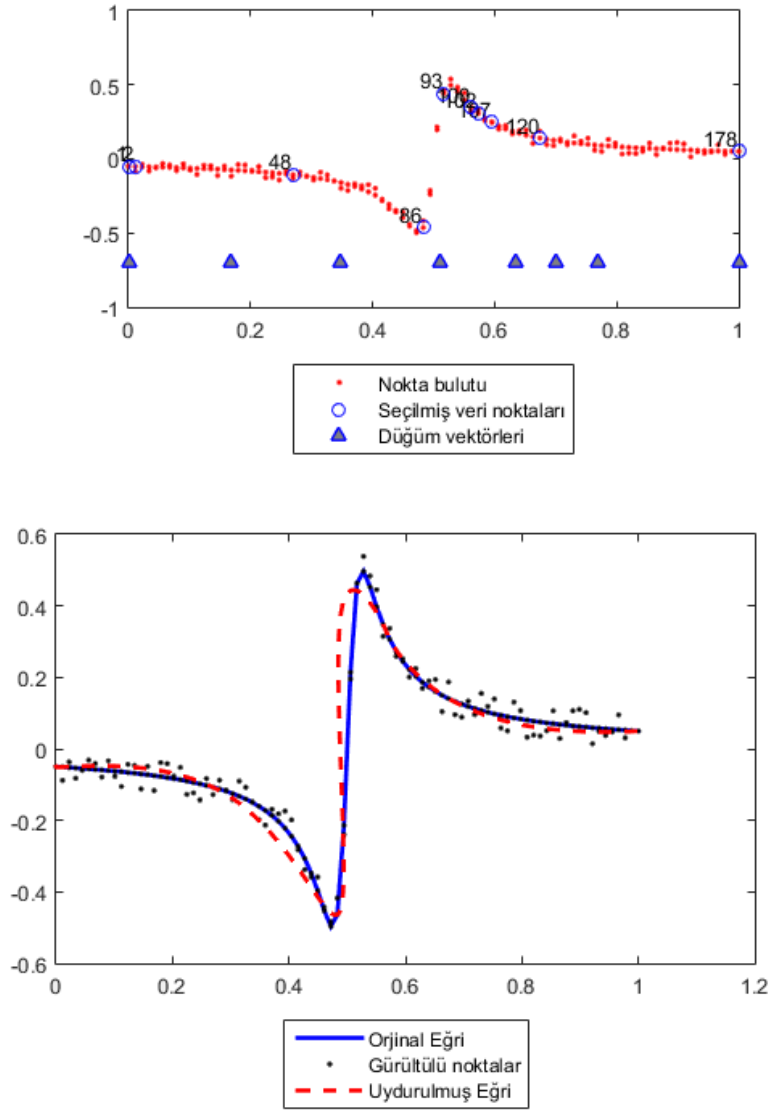 1
0.5
0
-0.5
-1
0 0.2 0.4 0.6 0.8 1
48
86
93
120
178
Nokta bulutu
Seçilmiş veri noktaları
Düğüm vektörleri
0.6
0.4
0.2
0
-0.2
-0.4
-0.6
0 0.2 0.4 0.6 0.8 1 1.2
Orjinal Eğri
Gürültülü noktalar
Uydurulmuş Eğri